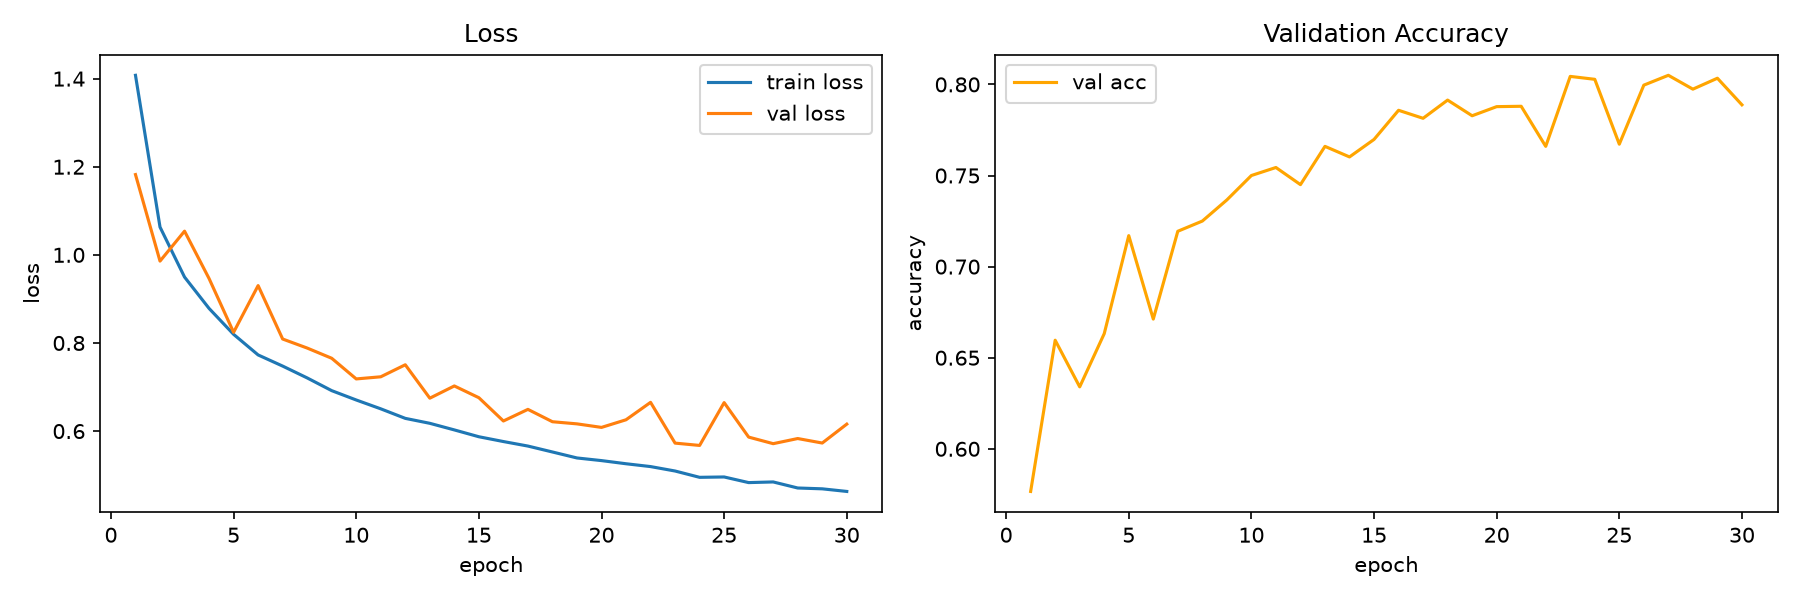 Loss
train loss
val loss
1.4
1.2
1.0
0.8
0.6
loss
0 5 10 15 20 25 30
epoch
Validation Accuracy
val acc
0.80
0.75
0.70
0.65
0.60
accuracy
0 5 10 15 20 25 30
epoch